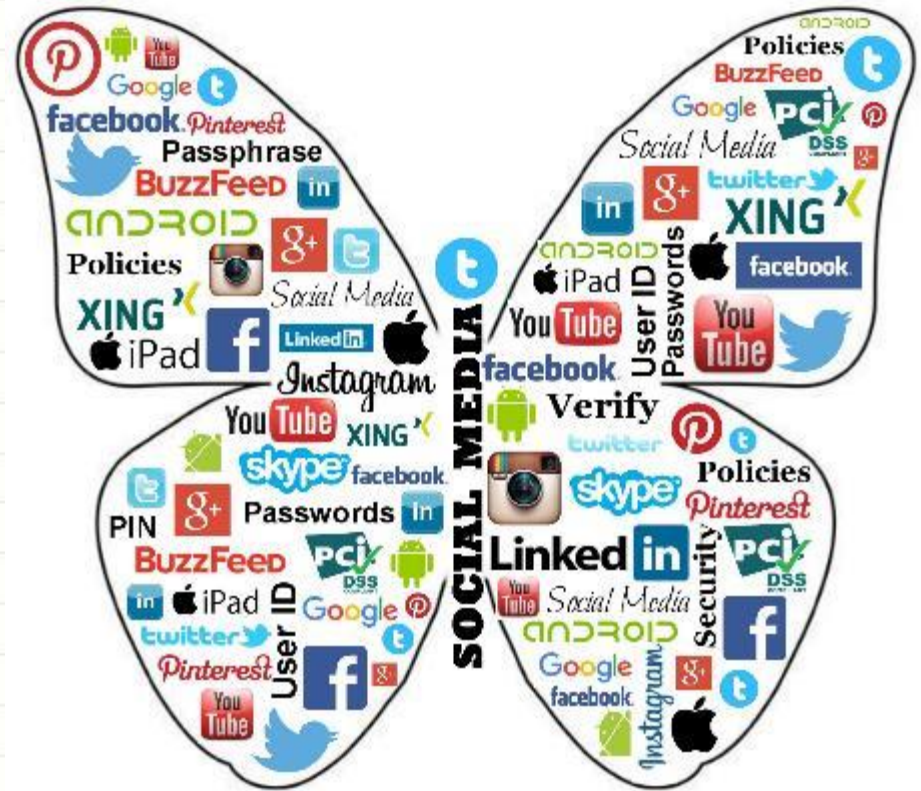 You Tube
Google
facebook Pinterest
Passphrase
BuzzFeed in
ANDROID
g+
Policies
Social Media
XING
f
Linked in
iPad
Instagram
ANDROID
Policies
BuzzFeed
Google PCI
DSS
Social Media
g+
in
g+
twitter
XING
ANDROID
iPad
User ID
Passwords
facebook
You Tube
You Tube
facebook
SOCIAL MEDIA
You Tube
XING
skype facebook
g+
PIN
Passwords in
BuzzFeed
PCI
DSS
in
iPad
User ID
Google
twitter
Pinterest
f
g+
You Tube
Verify
twitter
Policies
skype
Pinterest
Linked in
Security
PCI
DSS
You Tube
Social Media
ANDROID
f
Google
g+
facebook
Instagram